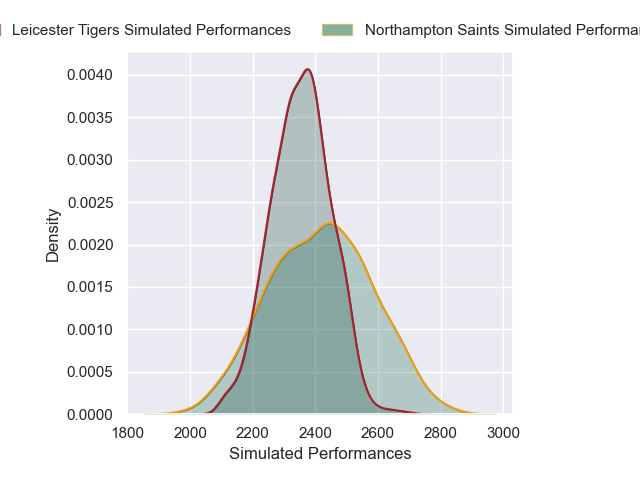 Leicester Tigers Simulated Performances
Northampton Saints Simulated Performa
0.0040
0.0035
0.0030
0.0025
0.0020
0.0015
0.0010
0.0005
0.0000
Density
1800 2000 2200 2400 2600 2800 3000
Simulated Performances